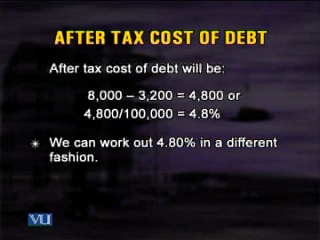 AFTER TAX COST OF DEBT
After tax cost of debt will be:
8,000 – 3,200 = 4,800 or
4,800/100,000 = 4.8%
✴ We can work out 4.80% in a different
fashion.
VU